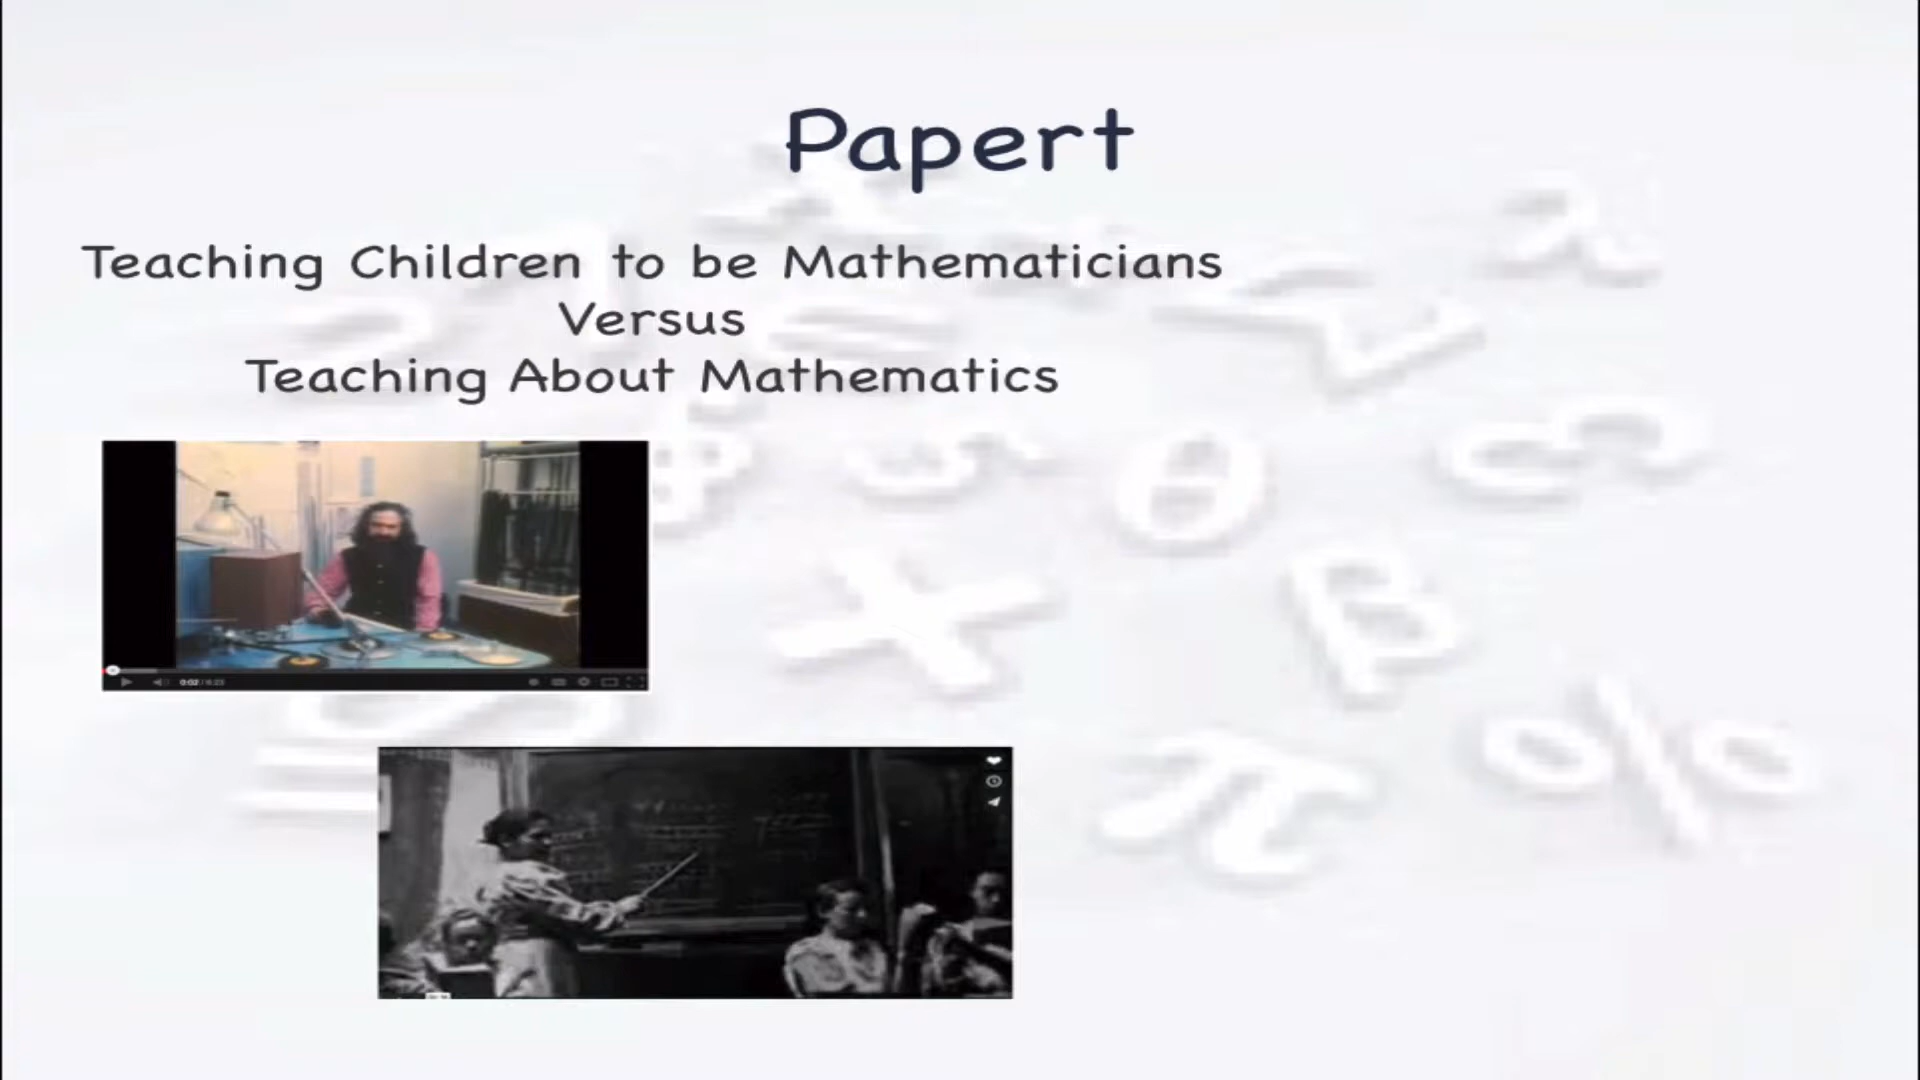 Papert
Teaching Children to be Mathematicians
Versus
Teaching About Mathematics